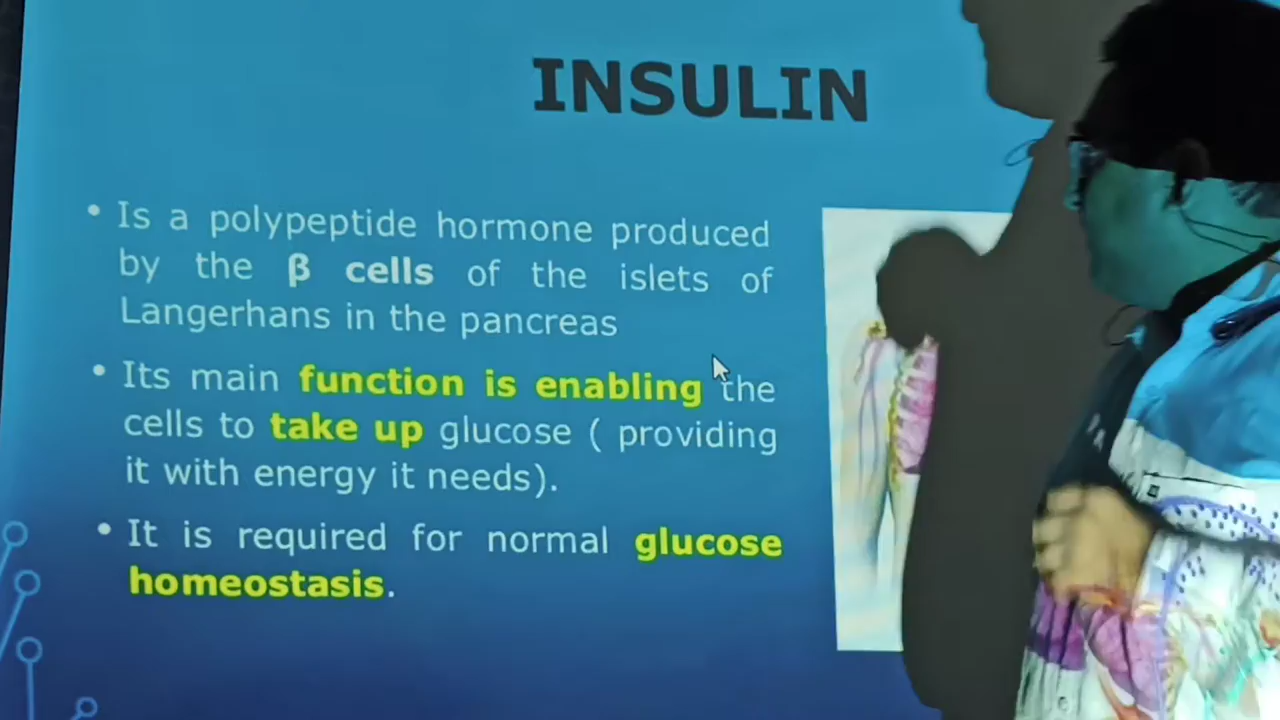 INSULIN
• Is a polypeptide hormone produced
by the β cells of the islets of
Langerhans in the pancreas
• Its main function is enabling the
cells to take up glucose ( providing
it with energy it needs).
• It is required for normal glucose
homeostasis.